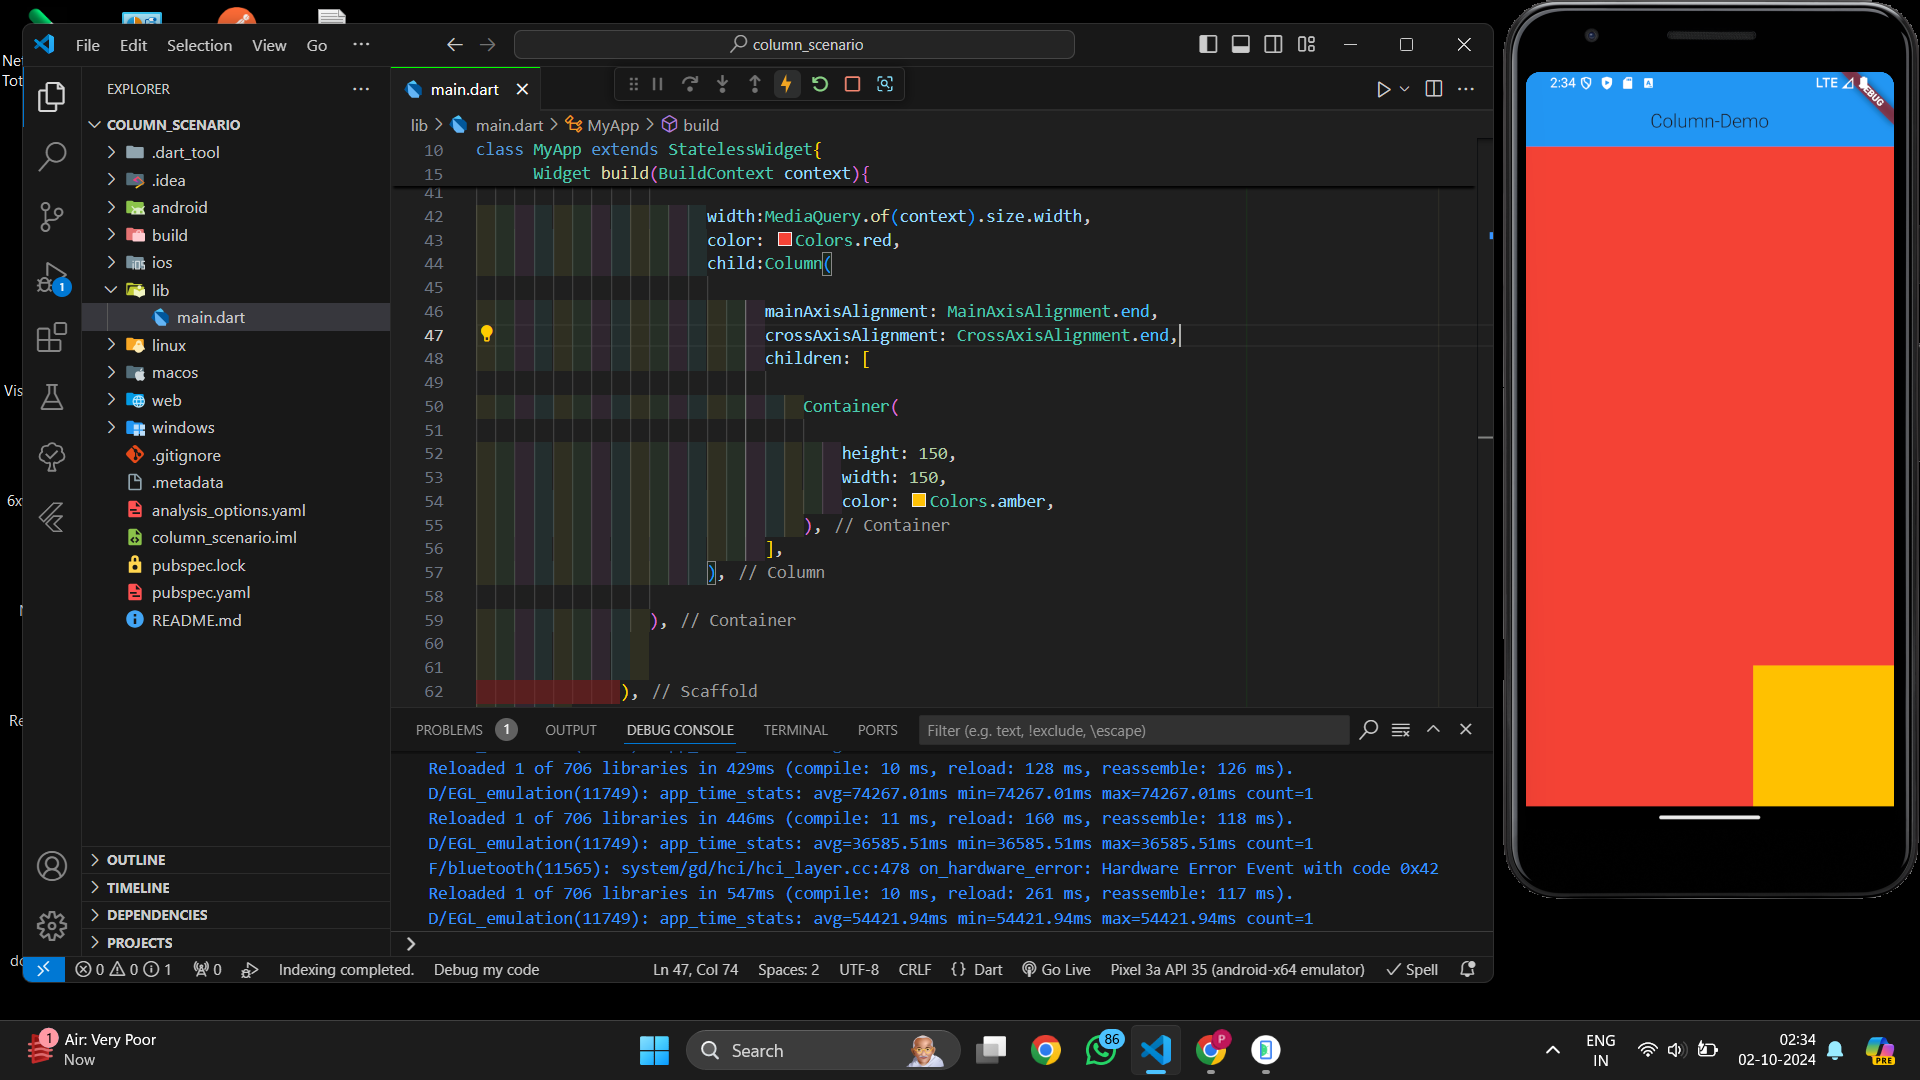 File Edit Selection View Go ···
column_scenario
Net
Tot
Vis
6x
Re
do
EXPLORER
COLUMN_SCENARIO
.dart_tool
.idea
android
build
ios
lib
main.dart
linux
macos
web
windows
.gitignore
.metadata
analysis_options.yaml
column_scenario.iml
pubspec.lock
pubspec.yaml
README.md
OUTLINE
TIMELINE
DEPENDENCIES
PROJECTS
1
main.dart
lib > main.dart > MyApp > build
10 class MyApp extends StatelessWidget{
15 Widget build(BuildContext context){
41
42 width:MediaQuery.of(context).size.width,
43 color: Colors.red,
44 child:Column(
45
46 mainAxisAlignment: MainAxisAlignment.end,
47 crossAxisAlignment: CrossAxisAlignment.end,
48 children: [
49
50 Container(
51
52 height: 150,
53 width: 150,
54 color: Colors.amber,
55 ), // Container
56 ],
57 ), // Column
58
59 ), // Container
60
61
62 ), // Scaffold
PROBLEMS 1 OUTPUT DEBUG CONSOLE TERMINAL PORTS Filter (e.g. text, !exclude, \escape)
Reloaded 1 of 706 libraries in 429ms (compile: 10 ms, reload: 128 ms, reassemble: 126 ms).
D/EGL_emulation(11749): app_time_stats: avg=74267.01ms min=74267.01ms max=74267.01ms count=1
Reloaded 1 of 706 libraries in 446ms (compile: 11 ms, reload: 160 ms, reassemble: 118 ms).
D/EGL_emulation(11749): app_time_stats: avg=36585.51ms min=36585.51ms max=36585.51ms count=1
F/bluetooth(11565): system/gd/hci/hci_layer.cc:478 on_hardware_error: Hardware Error Event with code 0x42
Reloaded 1 of 706 libraries in 547ms (compile: 10 ms, reload: 261 ms, reassemble: 117 ms).
D/EGL_emulation(11749): app_time_stats: avg=54421.94ms min=54421.94ms max=54421.94ms count=1
0 0 1 0 Indexing completed. Debug my code Ln 47, Col 74 Spaces: 2 UTF-8 CRLF {} Dart Go Live Pixel 3a API 35 (android-x64 emulator) Spell
2:34 LTE
DEBUG
Column-Demo
1 Air: Very Poor
Now
Search
86
P
ENG
IN
02:34
02-10-2024
PRE